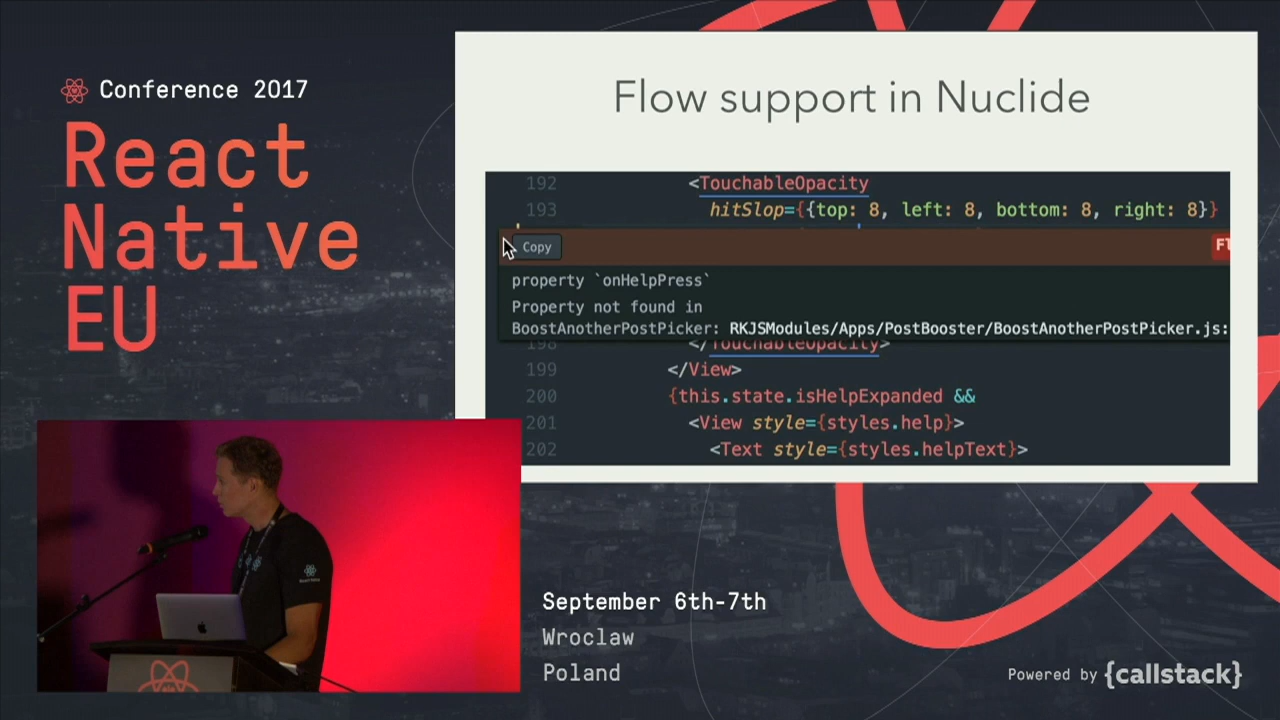 Conference 2017
React
Native
EU
Flow support in Nuclide
192 <TouchableOpacity
193 hitSlop={{top: 8, left: 8, bottom: 8, right: 8}}
Copy
property `onHelpPress`
Property not found in
BoostAnotherPostPicker: RKJSModules/Apps/PostBooster/BoostAnotherPostPicker.js:
198 </TouchableOpacity>
199 </View>
200 {this.state.isHelpExpanded &&
201 <View style={styles.help}>
202 <Text style={styles.helpText}>
September 6th-7th
Wroclaw
Poland
Powered by {callstack}